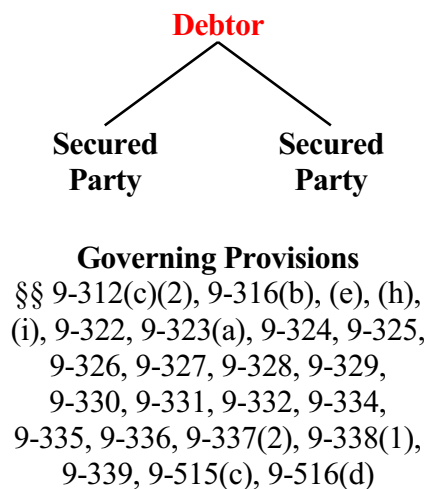 Debtor
Secured Party
Secured Party
Governing Provisions
§§ 9-312(c)(2), 9-316(b), (e), (h),
(i), 9-322, 9-323(a), 9-324, 9-325,
9-326, 9-327, 9-328, 9-329,
9-330, 9-331, 9-332, 9-334,
9-335, 9-336, 9-337(2), 9-338(1),
9-339, 9-515(c), 9-516(d)